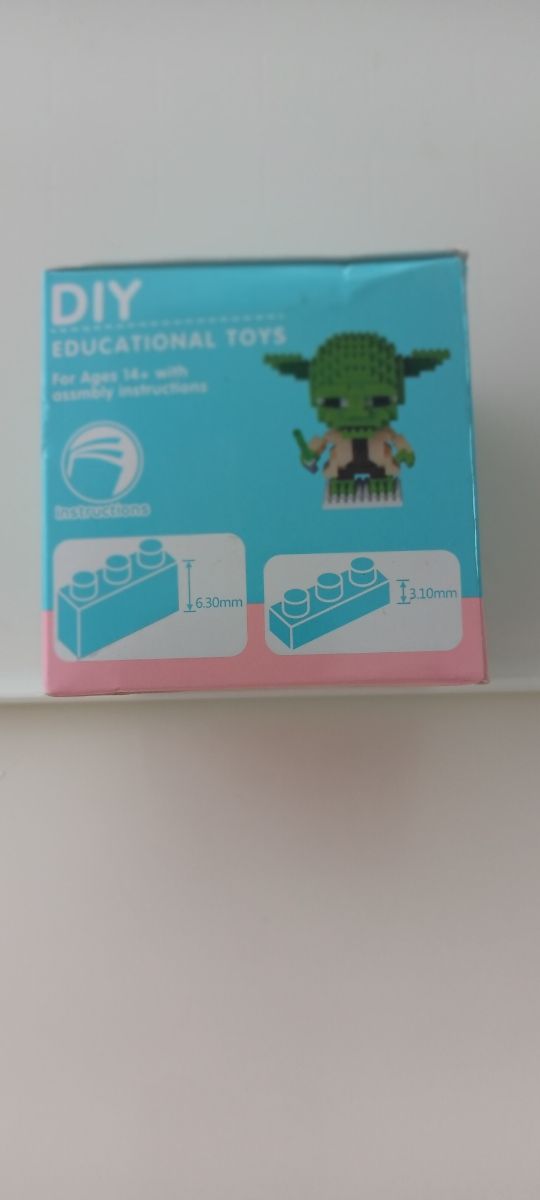 DIY
EDUCATIONAL TOYS
For Ages 14+ with
assmbly instructions
instructions
6.30mm
3.10mm